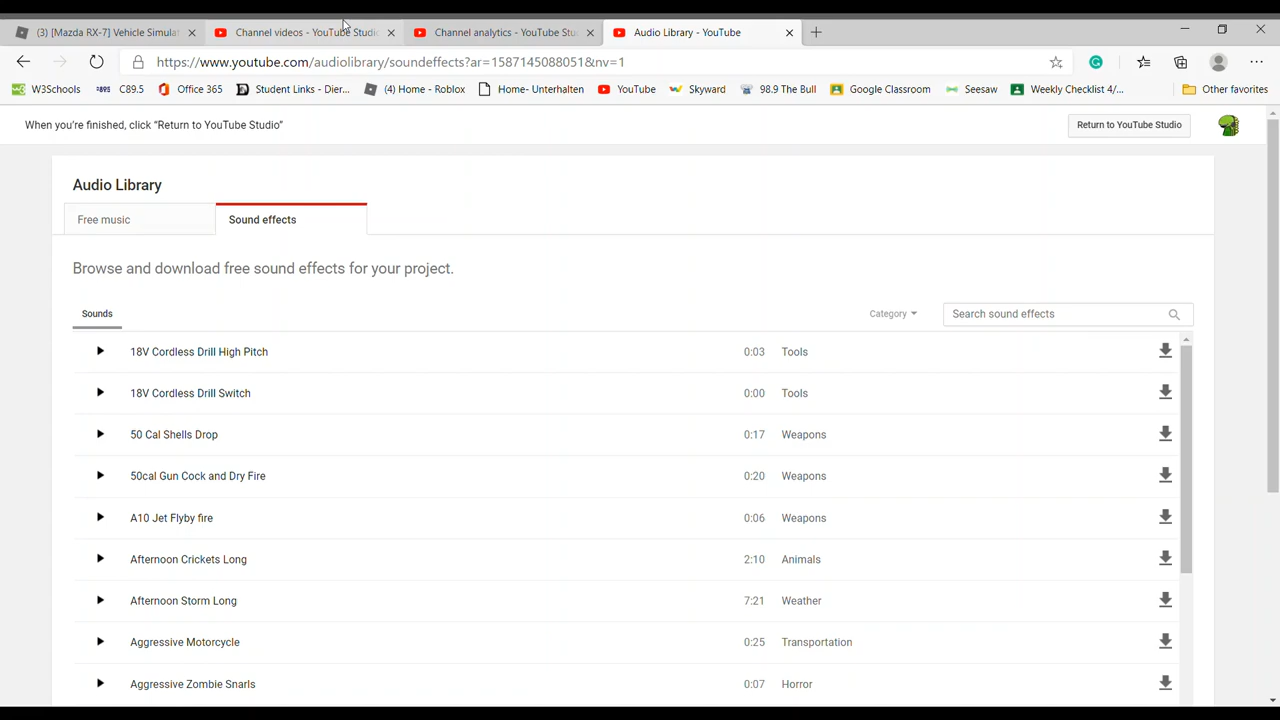 (3) [Mazda RX-7] Vehicle Simulat
Channel videos - YouTube Studio
Channel analytics - YouTube Stu
Audio Library - YouTube
https://www.youtube.com/audiolibrary/soundeffects?ar=1587145088051&nv=1
W3Schools
CBS5
Office 365
Student Links - Dier...
(4) Home - Roblox
Home- Unterhalten
YouTube
Skyward
98.9 The Bull
Google Classroom
Seesaw
Weekly Checklist 4/...
Other favorites
When you're finished, click "Return to YouTube Studio"
Return to YouTube Studio
Audio Library
Free music
Sound effects
Browse and download free sound effects for your project.
Sounds
Category
Search sound effects
18V Cordless Drill High Pitch 0:03 Tools
18V Cordless Drill Switch 0:00 Tools
50 Cal Shells Drop 0:17 Weapons
50cal Gun Cock and Dry Fire 0:20 Weapons
A10 Jet Flyby fire 0:06 Weapons
Afternoon Crickets Long 2:10 Animals
Afternoon Storm Long 7:21 Weather
Aggressive Motorcycle 0:25 Transportation
Aggressive Zombie Snarls 0:07 Horror